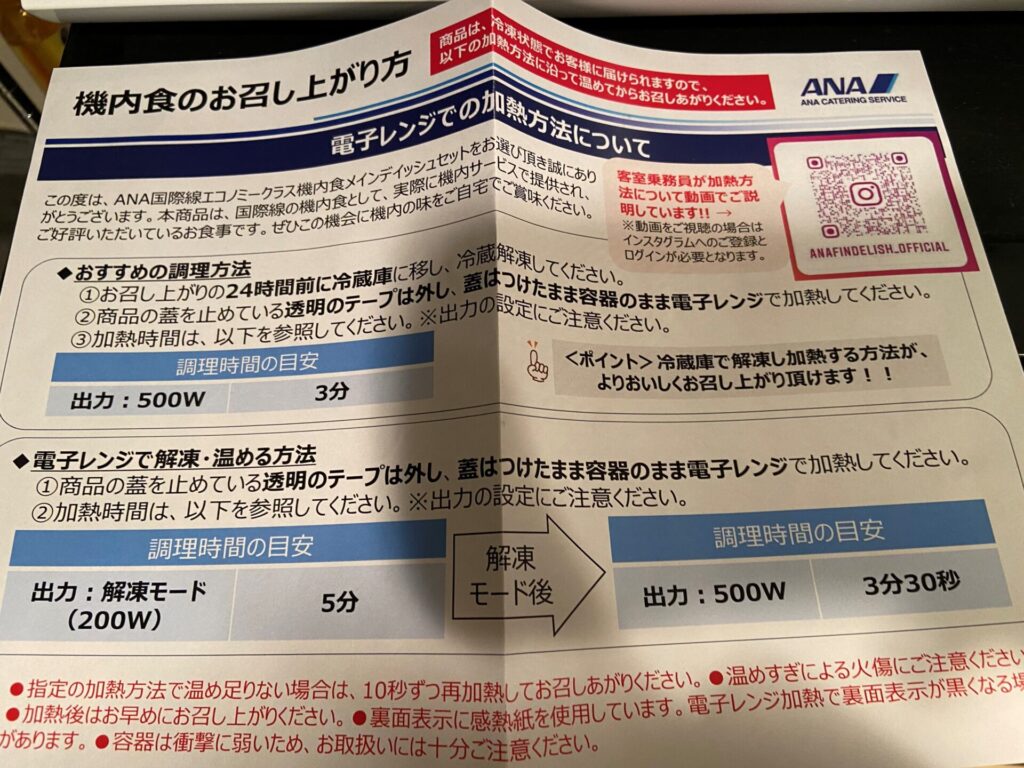 機内食のお召し上がり方
商品は、冷凍状態でお客様に届けられますので、
以下の加熱方法に沿って温めてからお召しあがりください。
ANA
ANA CATERING SERVICE
電子レンジでの加熱方法について
この度は、ANA国際線エコノミークラス機内食メインデイッシュセットをお選び頂き誠にあり
がとうございます。本商品は、国際線の機内食として、実際に機内サービスで提供され、
ご好評いただいているお食事です。ぜひこの機会に機内の味をご自宅でご賞味ください。
客室乗務員が加熱方
法について動画でご説
明しています!! →
※動画をご視聴の場合は
インスタグラムへのご登録と
ログインが必要となります。
ANAFINDELISH_OFFICIAL
◆おすすめの調理方法
①お召し上がりの24時間前に冷蔵庫に移し、冷蔵解凍してください。
②商品の蓋を止めている透明のテープは外し、蓋はつけたまま容器のまま電子レンジで加熱してください。
③加熱時間は、以下を参照してください。※出力の設定にご注意ください。
調理時間の目安
出力：500W 3分
<ポイント>冷蔵庫で解凍し加熱する方法が、
よりおいしくお召し上がり頂けます！！
◆電子レンジで解凍・温める方法
①商品の蓋を止めている透明のテープは外し、蓋はつけたまま容器のまま電子レンジで加熱してください。
②加熱時間は、以下を参照してください。※出力の設定にご注意ください。
調理時間の目安
出力：解凍モード
（200W）
5分
解凍
モード後
調理時間の目安
出力：500W 3分30秒
●指定の加熱方法で温め足りない場合は、10秒ずつ再加熱してお召しあがりください。●温めすぎによる火傷にご注意ください
●加熱後はお早めにお召し上がりください。●裏面表示に感熱紙を使用しています。電子レンジ加熱で裏面表示が黒くなる場
があります。●容器は衝撃に弱いため、お取扱いには十分ご注意ください。